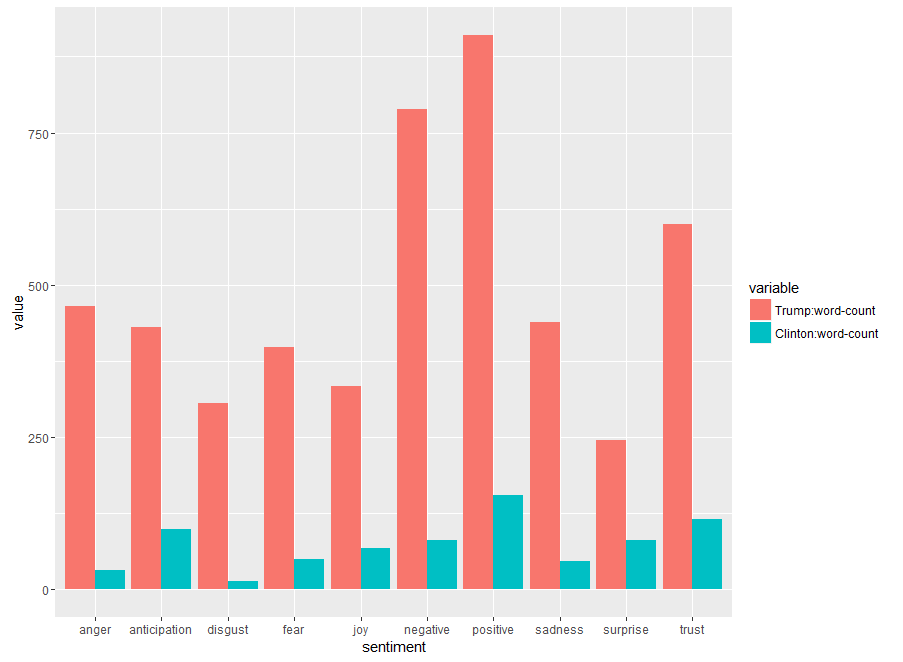 750
500
250
0
value
anger anticipation disgust fear joy negative positive sadness surprise trust
sentiment
variable
Trump:word-count
Clinton:word-count